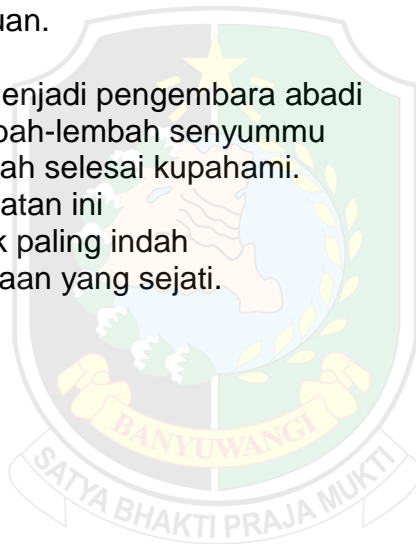 uan.
enjadi pengembara abadi
bah-lembah senyummu
ah selesai kupahami.
atan ini
k paling indah
aan yang sejati.
BANYUWANGI
SATYA BHAKTI PRAJA MUKTI